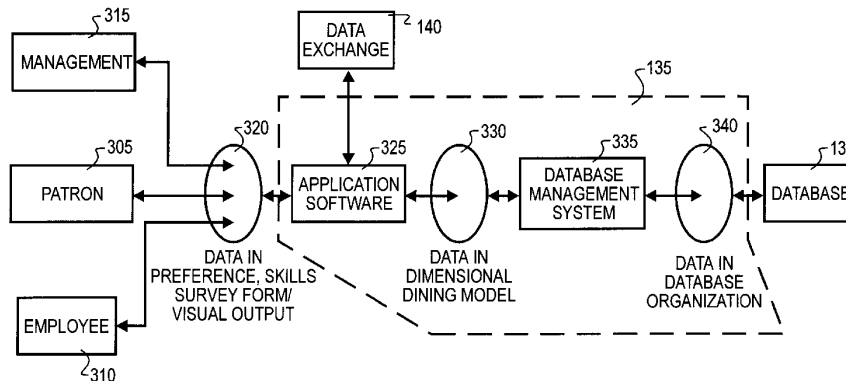 315
MANAGEMENT
DATA
EXCHANGE
140
135
305
PATRON
320
325
APPLICATION
SOFTWARE
330
335
DATABASE
MANAGEMENT
SYSTEM
340
DATABASE
DATA IN
PREFERENCE, SKILLS
SURVEY FORM/
VISUAL OUTPUT
DATA IN
DIMENSIONAL
DINING MODEL
DATA IN
DATABASE
ORGANIZATION
EMPLOYEE
310